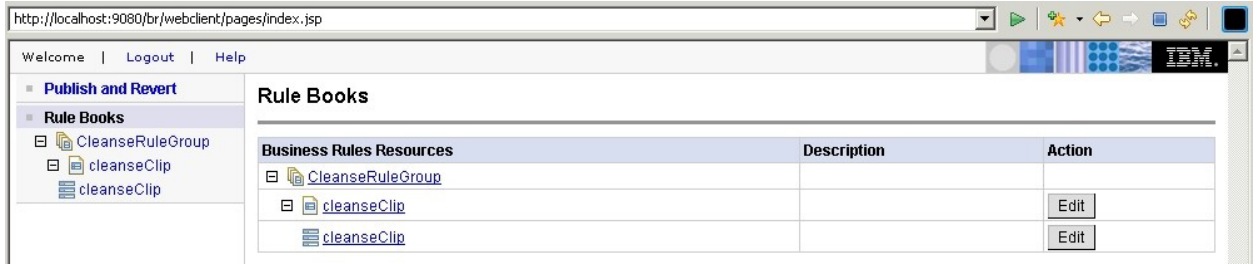 http://localhost:9080/br/webclient/pages/index.jsp
Welcome | Logout | Help
IBM.
Publish and Revert
Rule Books
CleanseRuleGroup
cleanseClip
cleanseClip
Rule Books
Business Rules Resources Description Action
CleanseRuleGroup
cleanseClip Edit
cleanseClip Edit